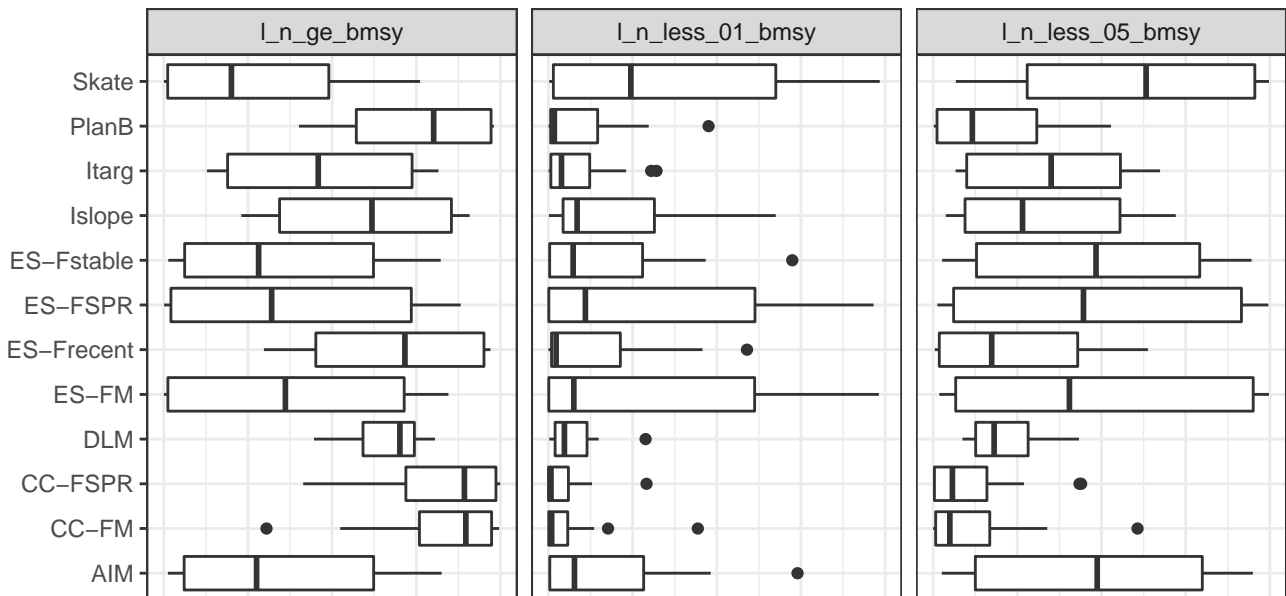 l_n_ge_bmsy l_n_less_01_bmsy l_n_less_05_bmsy
Skate
PlanB
Itarg
Islope
ES−Fstable
ES−FSPR
ES−Frecent
ES−FM
DLM
CC−FSPR
CC−FM
AIM